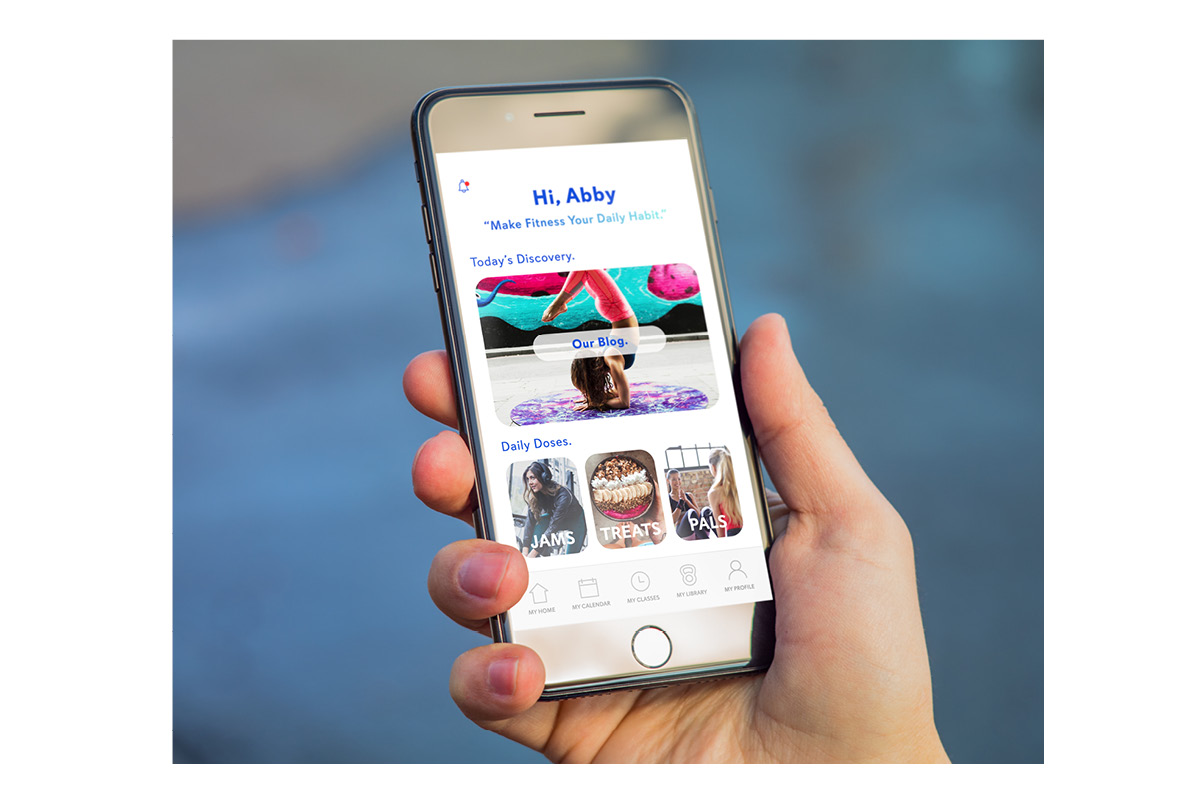 Hi, Abby
“Make Fitness Your Daily Habit.”
Today's Discovery.
Our Blog.
Daily Doses.
JAMS
TREATS
PALS
MY HOME
MY CALENDAR
MY CLASSES
MY LIBRARY
MY PROFILE